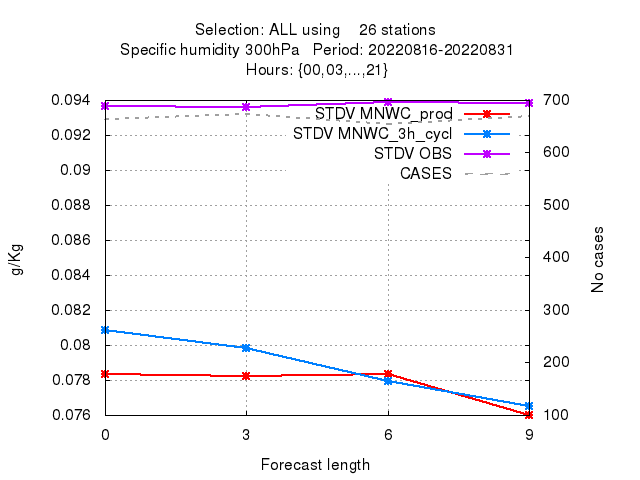 Selection: ALL using    26 stations
Specific humidity 300hPa   Period: 20220816-20220831
Hours: {00,03,...,21}
STDV MNWC_prod
STDV MNWC_3h_cycl
STDV OBS
CASES
0.094
0.092
0.09
0.088
0.086
0.084
0.082
0.08
0.078
0.076
700
600
500
400
300
200
100
g/Kg
No cases
0
3
6
9
Forecast length